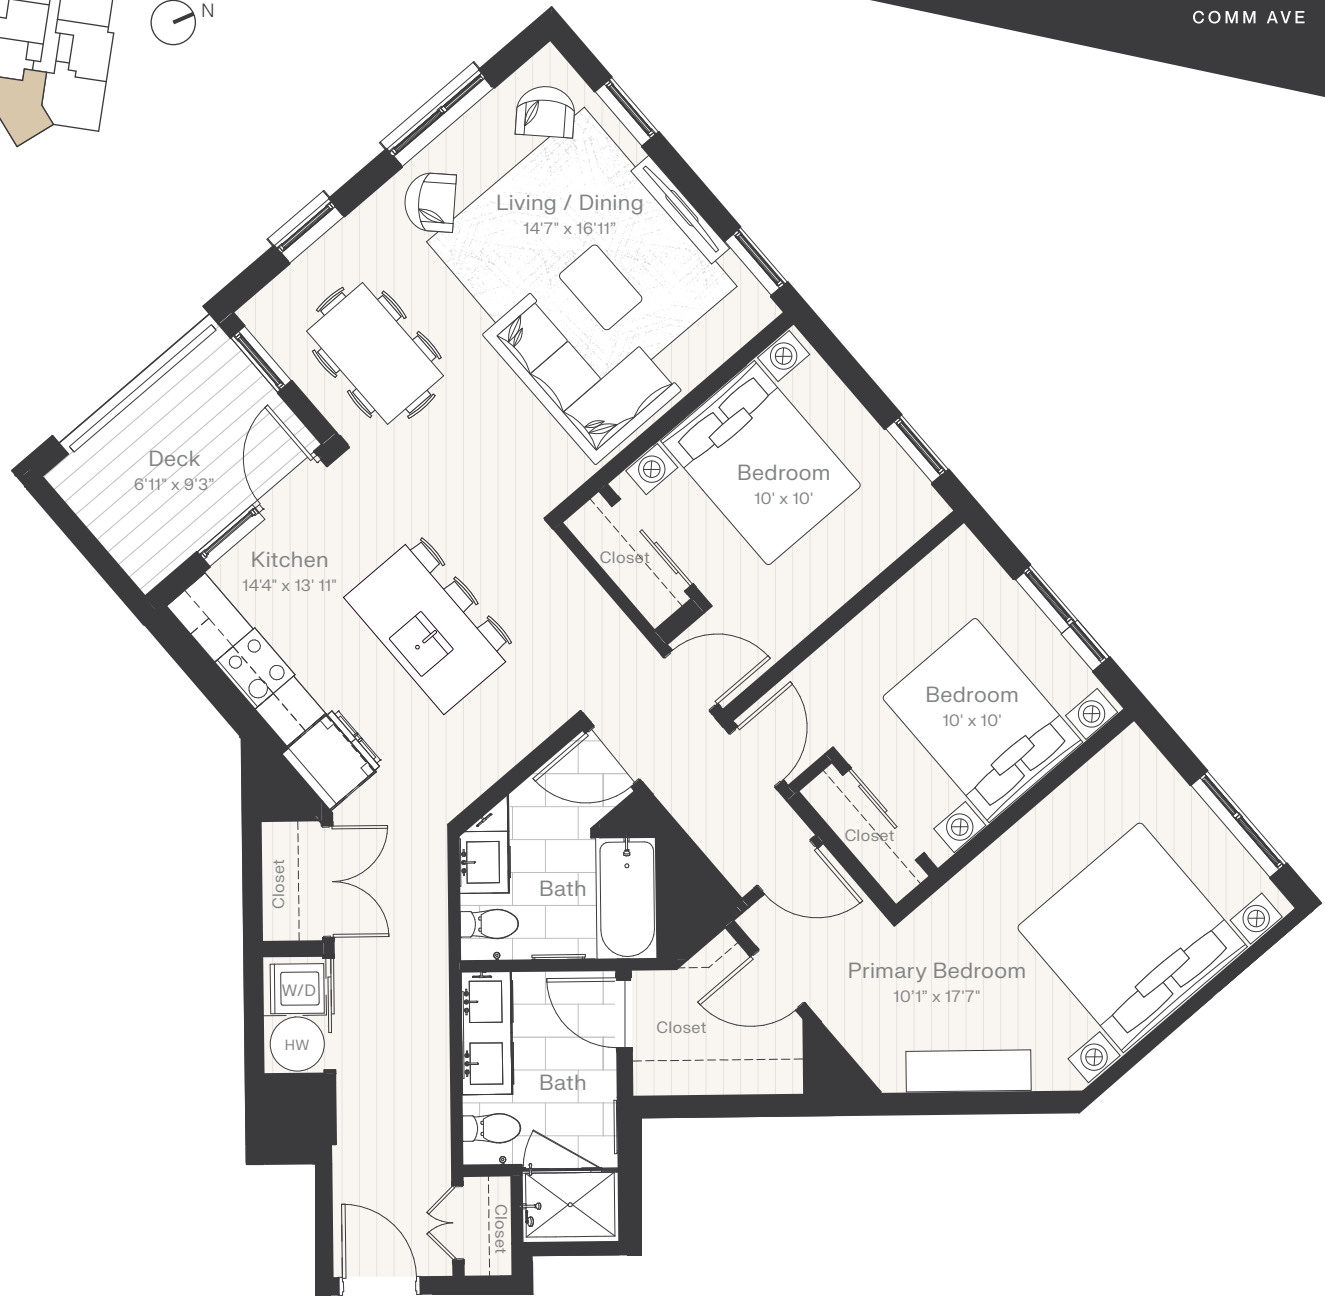 N
COMM AVE
Living / Dining
14'7" x 16'11"
Deck
6'11" x 9'3"
Bedroom
10' x 10'
Closet
Kitchen
14'4" x 13' 11"
Bedroom
10' x 10'
Closet
Closet
Bath
Primary Bedroom
10'1" x 17'7"
W/D
Closet
HW
Bath
Closet